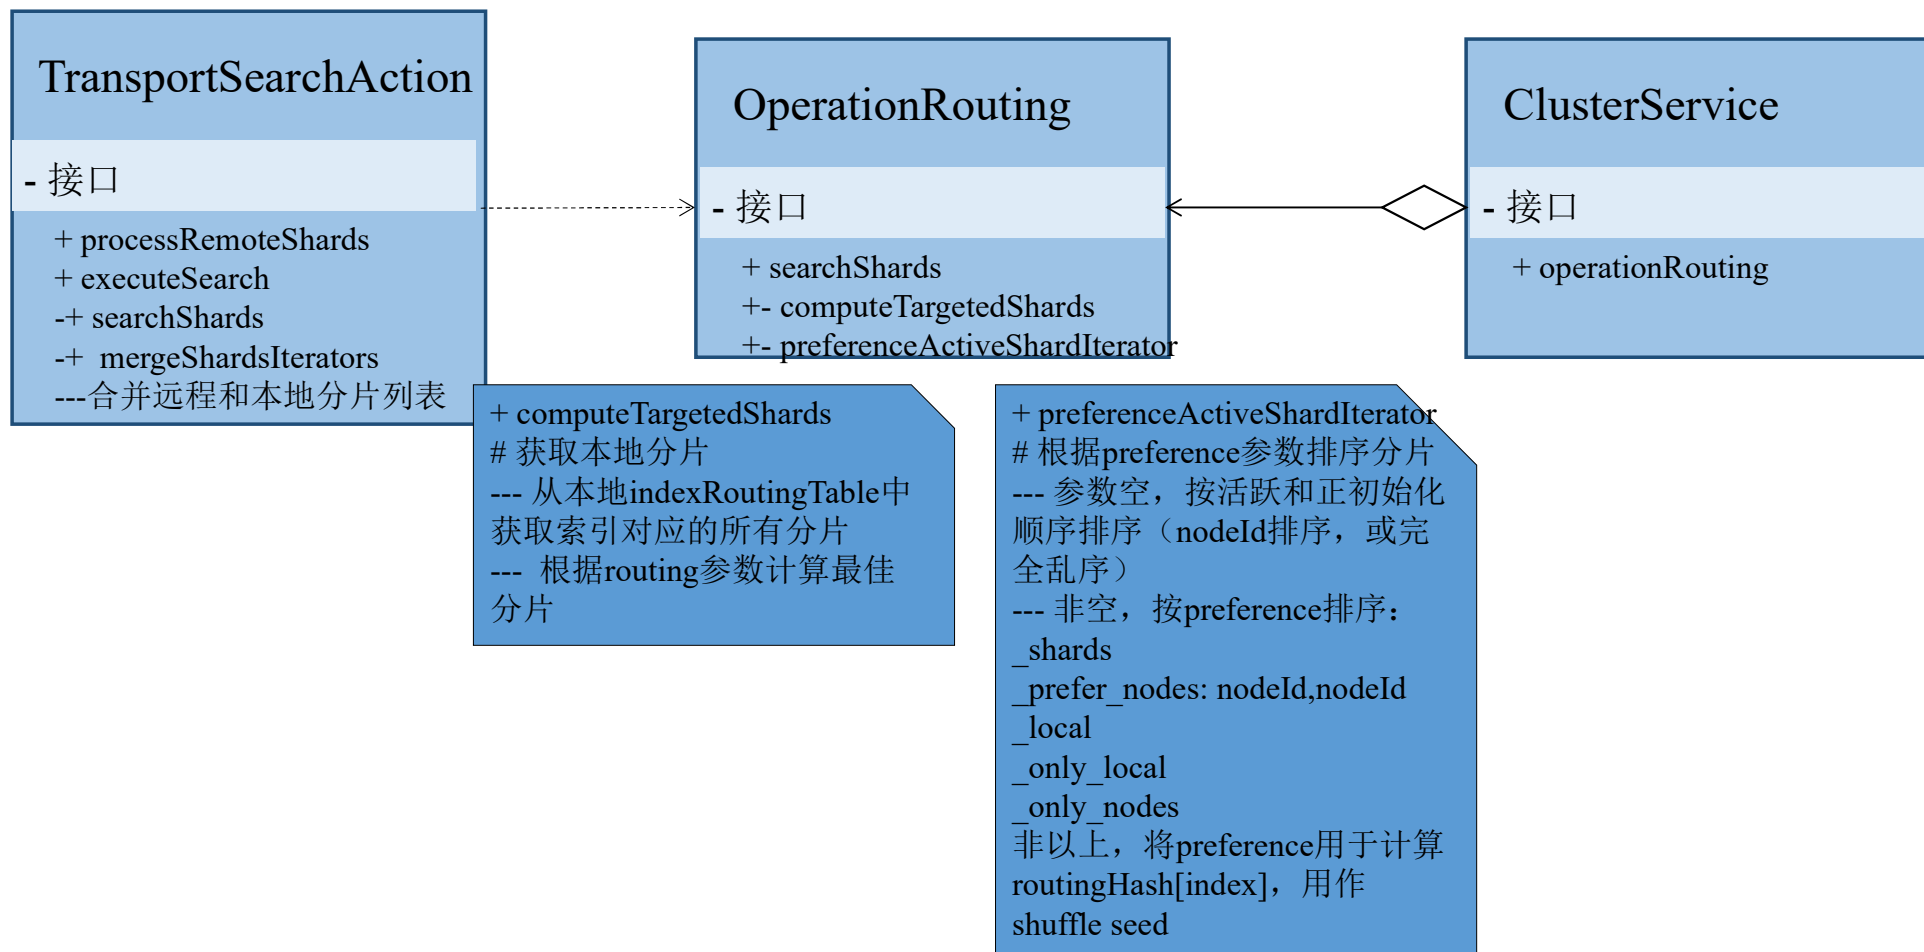 TransportSearchAction
- 接口
+ processRemoteShards
+ executeSearch
-+ searchShards
-+  mergeShardsIterators
---合并远程和本地分片列表
OperationRouting
- 接口
+ searchShards
+- computeTargetedShards
+- preferenceActiveShardIterator
ClusterService
- 接口
+ operationRouting
+ computeTargetedShards
# 获取本地分片
--- 从本地indexRoutingTable中
获取索引对应的所有分片
---  根据routing参数计算最佳
分片
+ preferenceActiveShardIterator
# 根据preference参数排序分片
--- 参数空，按活跃和正初始化
顺序排序（nodeId排序，或完
全乱序）
--- 非空，按preference排序：
_shards
_prefer_nodes: nodeId,nodeId
_local
_only_local
_only_nodes
非以上，将preference用于计算
routingHash[index]，用作
shuffle seed